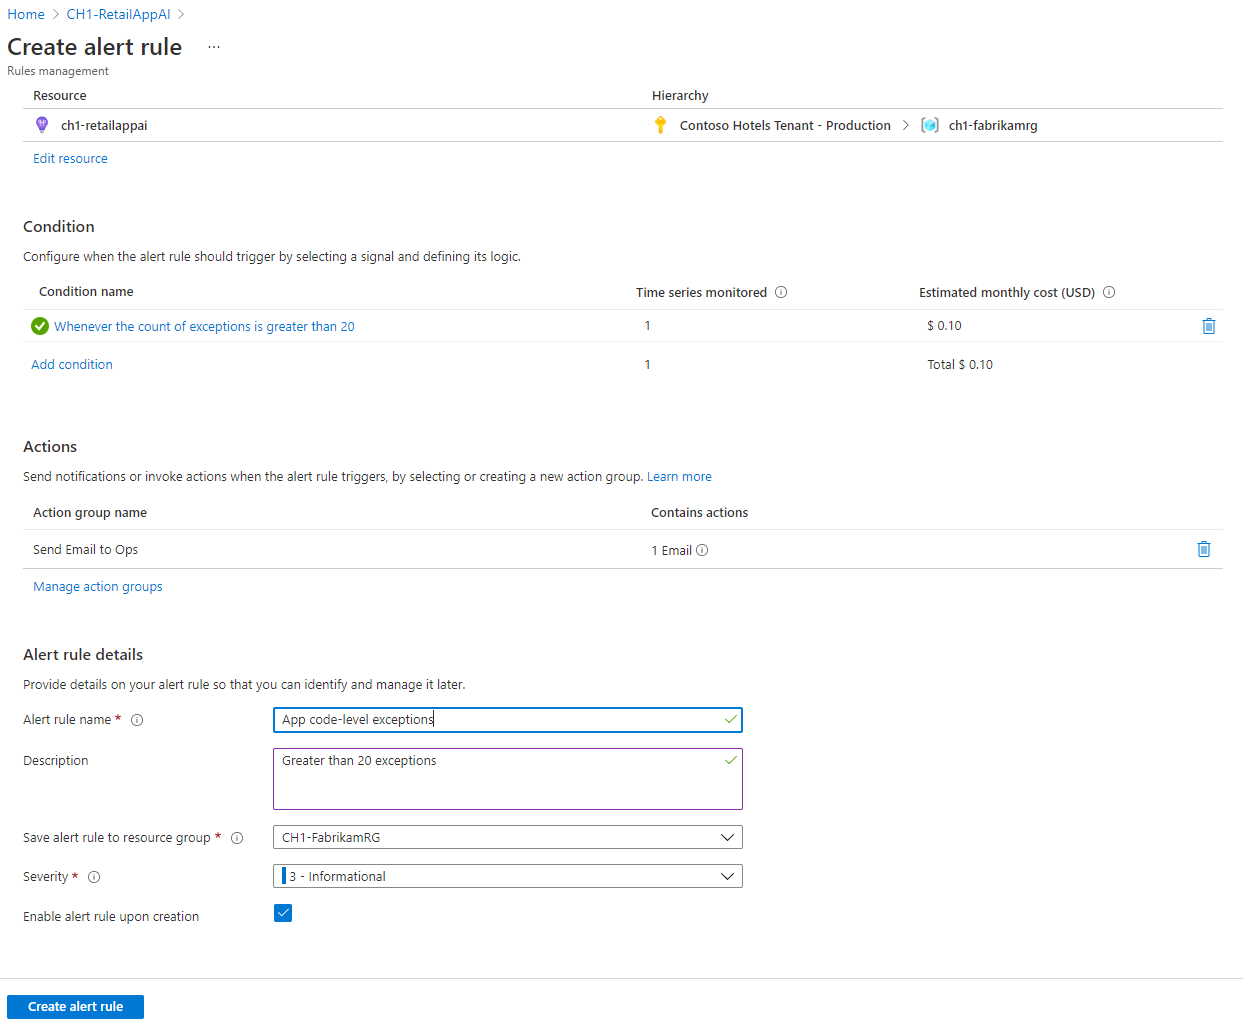 Home > CH1-RetailAppAI >
Create alert rule ...
Rules management
Resource Hierarchy
ch1-retailappai Contoso Hotels Tenant - Production > ch1-fabrikamrg
Edit resource
Condition
Configure when the alert rule should trigger by selecting a signal and defining its logic.
Condition name Time series monitored Estimated monthly cost (USD)
Whenever the count of exceptions is greater than 20 1 $ 0.10
Add condition 1 Total $ 0.10
Actions
Send notifications or invoke actions when the alert rule triggers, by selecting or creating a new action group. Learn more
Action group name Contains actions
Send Email to Ops 1 Email
Manage action groups
Alert rule details
Provide details on your alert rule so that you can identify and manage it later.
Alert rule name * App code-level exceptions
Description Greater than 20 exceptions
Save alert rule to resource group * CH1-FabrikamRG
Severity * 3 - Informational
Enable alert rule upon creation
Create alert rule